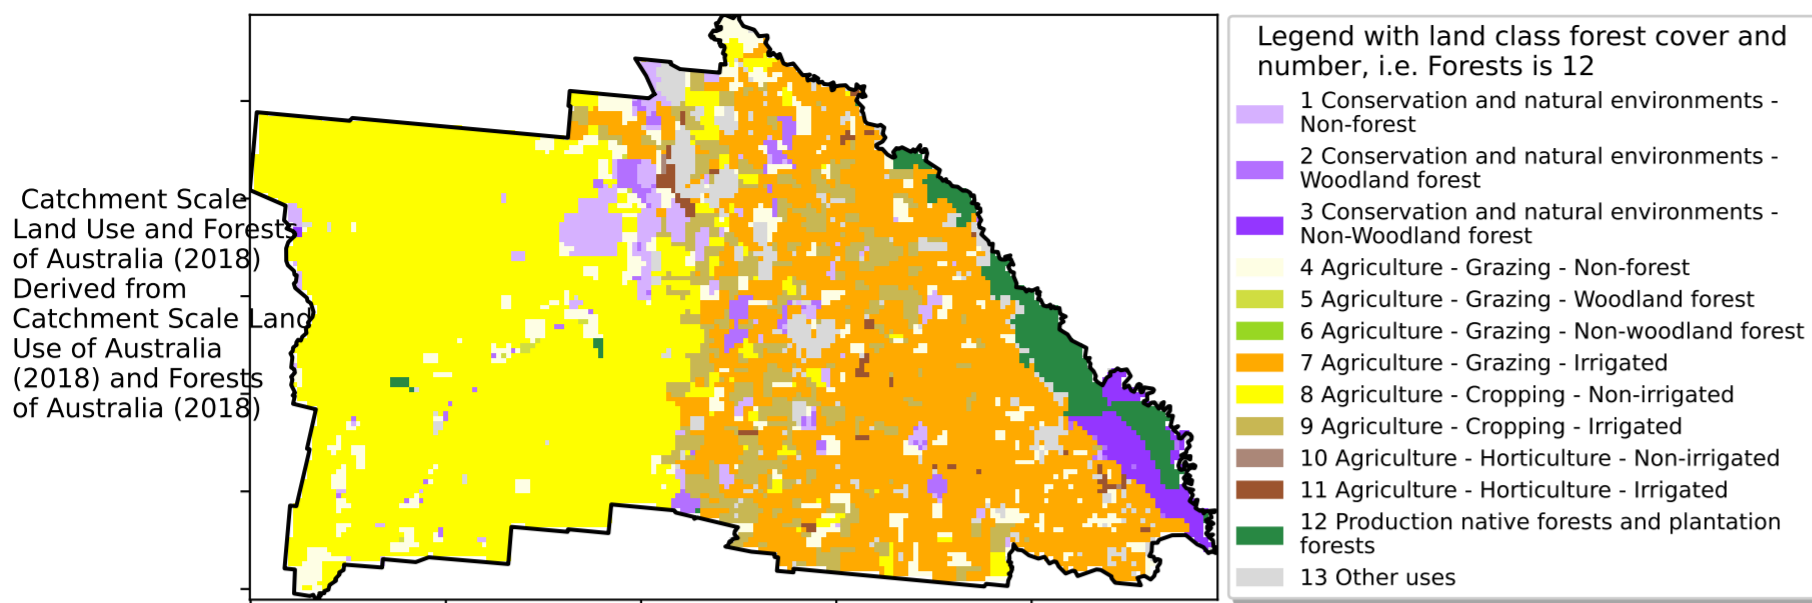 Catchment Scale
Land Use and Forests
of Australia (2018)
Derived from
Catchment Scale Land
Use of Australia
(2018) and Forests
of Australia (2018)
Legend with land class forest cover and
number, i.e. Forests is 12
1 Conservation and natural environments -
Non-forest
2 Conservation and natural environments -
Woodland forest
3 Conservation and natural environments -
Non-Woodland forest
4 Agriculture - Grazing - Non-forest
5 Agriculture - Grazing - Woodland forest
6 Agriculture - Grazing - Non-woodland forest
7 Agriculture - Grazing - Irrigated
8 Agriculture - Cropping - Non-irrigated
9 Agriculture - Cropping - Irrigated
10 Agriculture - Horticulture - Non-irrigated
11 Agriculture - Horticulture - Irrigated
12 Production native forests and plantation
forests
13 Other uses